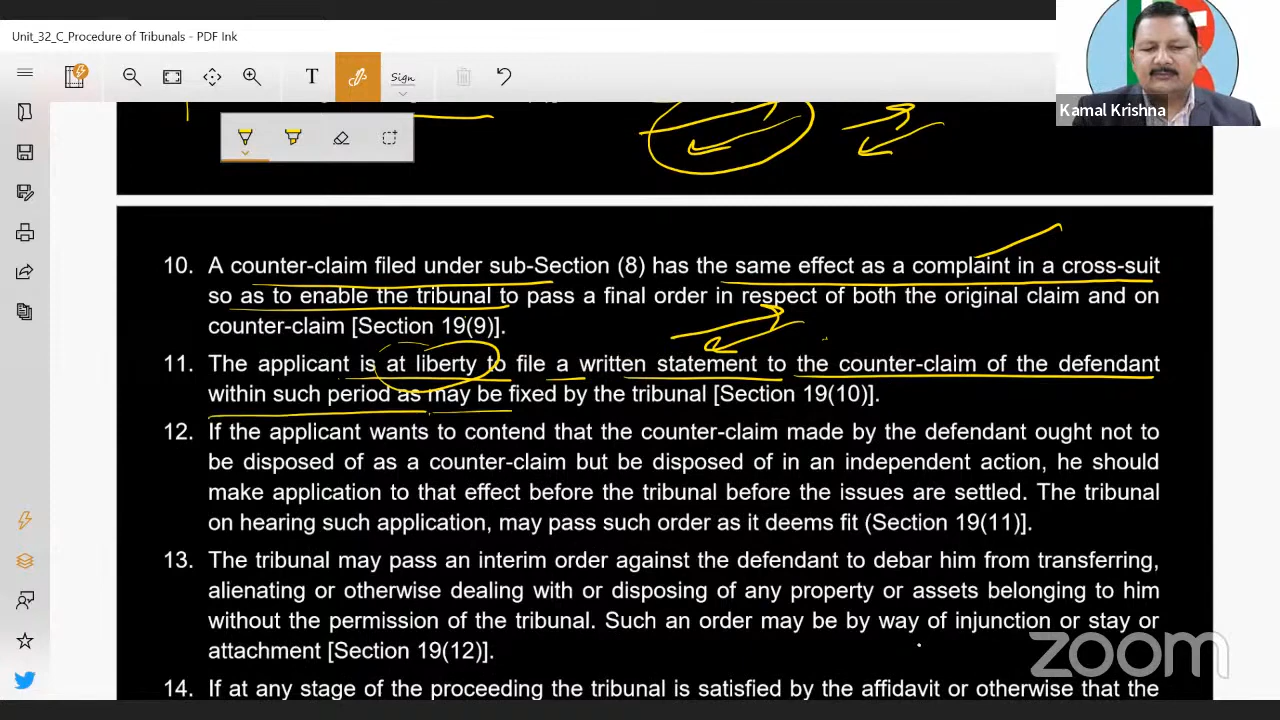 Unit_32_C_Procedure of Tribunals - PDF Ink
T
Sign
Kamal Krishna
10. A counter-claim filed under sub-Section (8) has the same effect as a complaint in a cross-suit
so as to enable the tribunal to pass a final order in respect of both the original claim and on
counter-claim [Section 19(9)].
11. The applicant is at liberty to file a written statement to the counter-claim of the defendant
within such period as may be fixed by the tribunal [Section 19(10)].
12. If the applicant wants to contend that the counter-claim made by the defendant ought not to
be disposed of as a counter-claim but be disposed of in an independent action, he should
make application to that effect before the tribunal before the issues are settled. The tribunal
on hearing such application, may pass such order as it deems fit (Section 19(11)].
13. The tribunal may pass an interim order against the defendant to debar him from transferring,
alienating or otherwise dealing with or disposing of any property or assets belonging to him
without the permission of the tribunal. Such an order may be by way of injunction or stay or
attachment [Section 19(12)].
zoom
14. If at any stage of the proceeding the tribunal is satisfied by the affidavit or otherwise that the